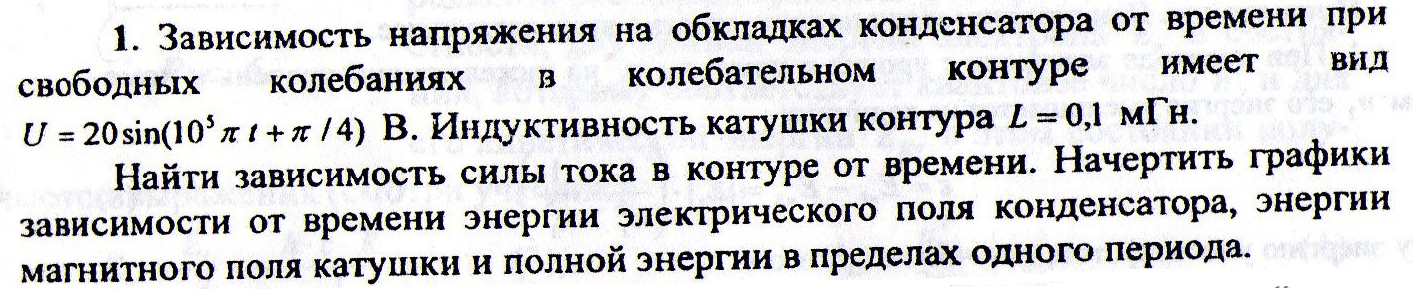 1. Зависимость напряжения на обкладках конденсатора от времени при
свободных колебаниях в колебательном контуре имеет вид
U = 20 sin(10⁵ π t + π / 4) В. Индуктивность катушки контура L = 0,1 мГн.
Найти зависимость силы тока в контуре от времени. Начертить графики
зависимости от времени энергии электрического поля конденсатора, энергии
магнитного поля катушки и полной энергии в пределах одного периода.